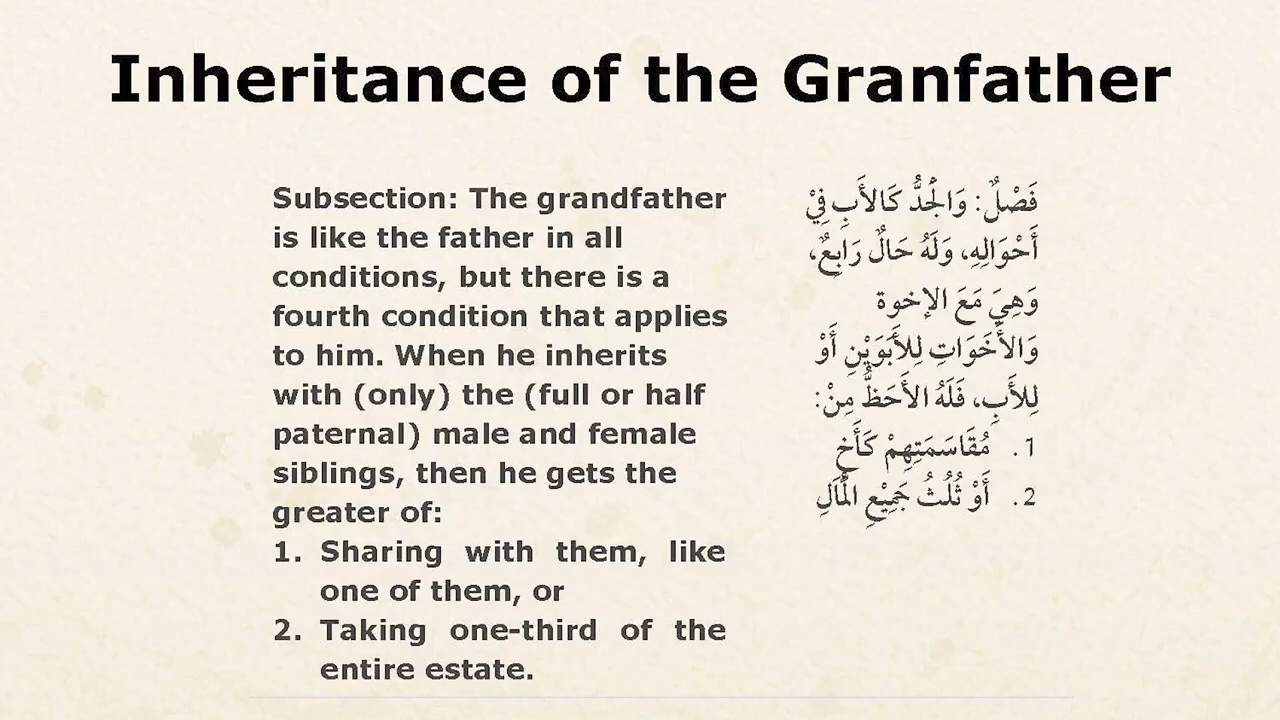 Inheritance of the Granfather
Subsection: The grandfather
is like the father in all
conditions, but there is a
fourth condition that applies
to him. When he inherits
with (only) the (full or half
paternal) male and female
siblings, then he gets the
greater of:
1. Sharing with them, like
one of them, or
2. Taking one-third of the
entire estate.
فَصْلٌ: وَالْجَدُّ كَالأَبِ فِيْ
أَحْوَالِهِ، وَلَهُ حَالٌ رَابِعٌ،
وَهِيَ مَعَ الإخوة
وَالأَخَوَاتِ لِلأَبَوَيْنِ أَوْ
لِلأَبِ، فَلَهُ الأَحَظُّ مِنْ:
1. مُقَاسَمَتِهِمْ كَأَخٍ
2. أَوْ ثُلُثُ جَمِيْعِ الْمَالِ